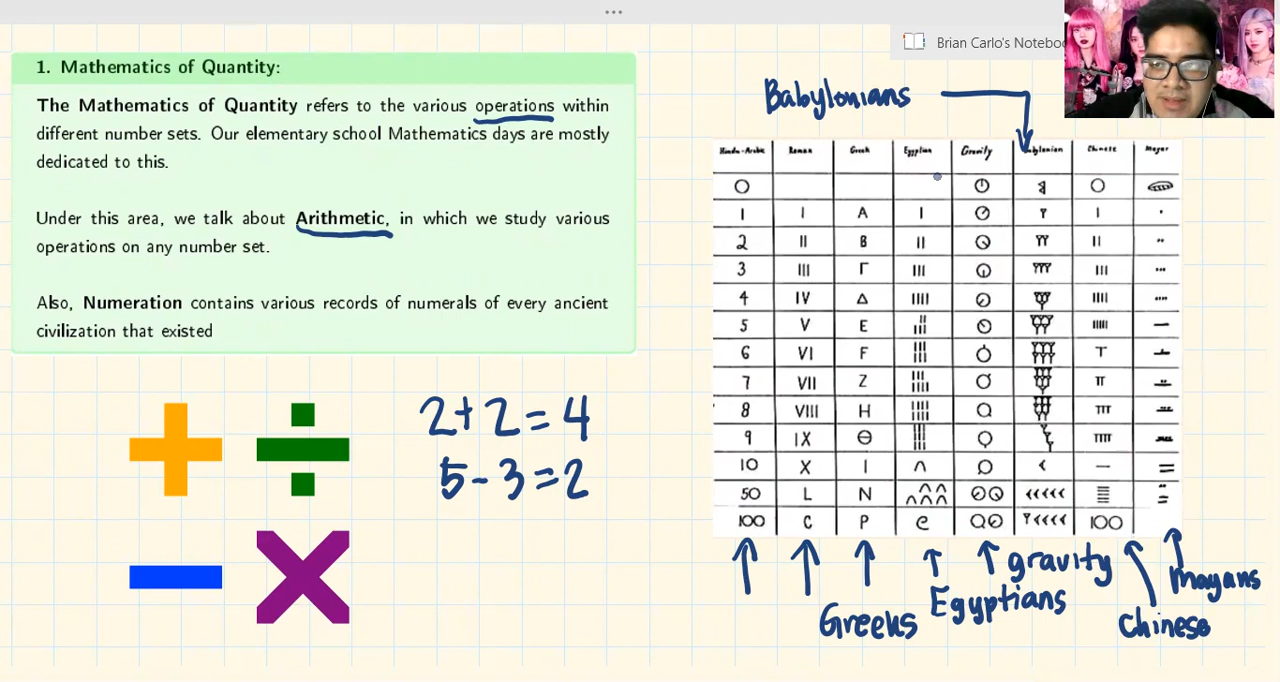 Brian Carlo's Noteboo
1. Mathematics of Quantity:
The Mathematics of Quantity refers to the various operations within
different number sets. Our elementary school Mathematics days are mostly
dedicated to this.
Under this area, we talk about Arithmetic, in which we study various
operations on any number set.
Also, Numeration contains various records of numerals of every ancient
civilization that existed
2+2=4
5-3=2
Babylonians
Hindu-Arabic Roman Greek Egyptian Gravity Babylonian Chinese Mayan
0
1 I A
2 II B
3 III Γ
4 IV Δ
5 V E
6 VI F
7 VII Z
8 VIII H
9 IX Θ
10 X I
50 L N
100 C P 100
Greeks
Egyptians
gravity
Chinese
Mayans